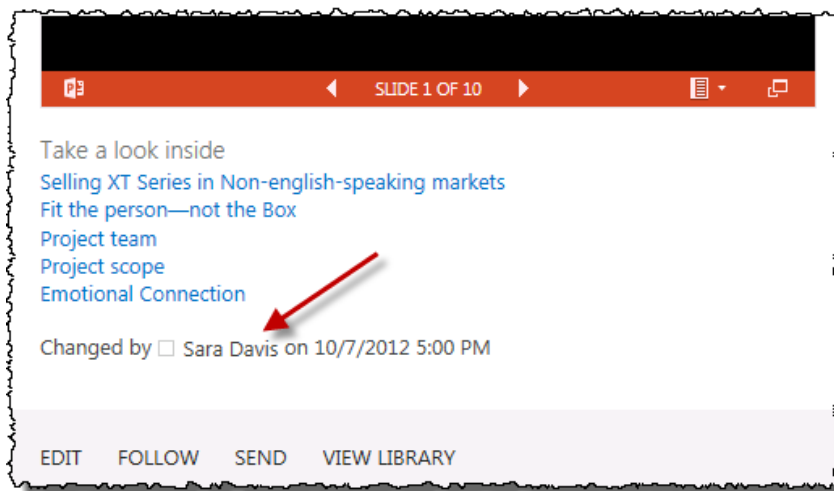 SLIDE 1 OF 10
Take a look inside
Selling XT Series in Non-english-speaking markets
Fit the person—not the Box
Project team
Project scope
Emotional Connection
Changed by Sara Davis on 10/7/2012 5:00 PM
EDIT FOLLOW SEND VIEW LIBRARY